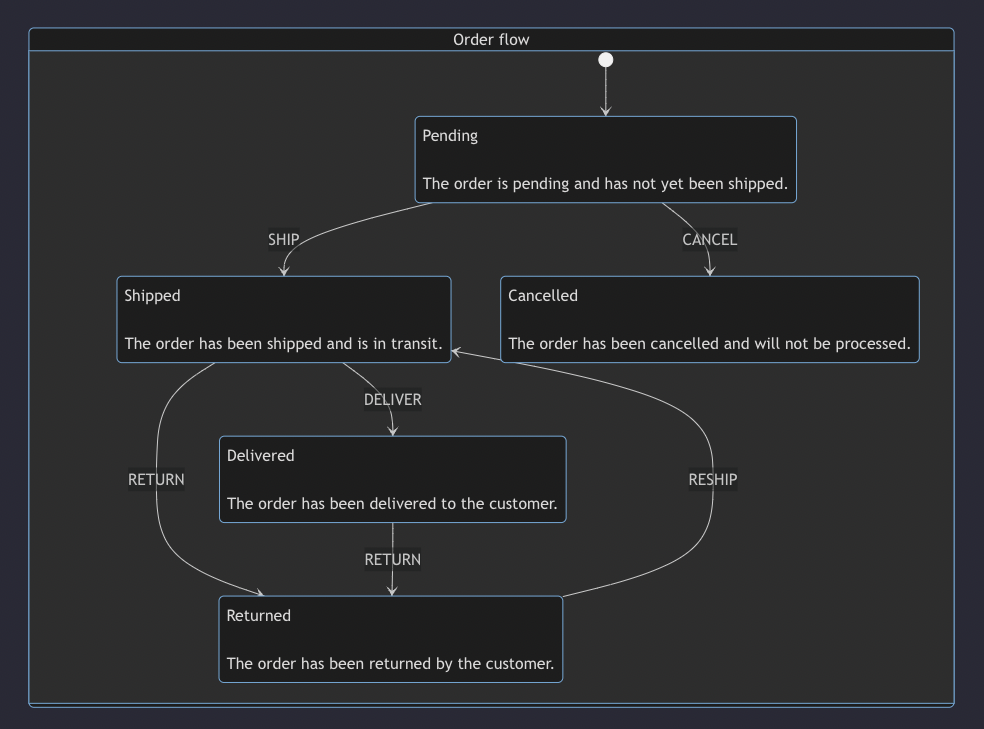 Order flow
Pending
The order is pending and has not yet been shipped.
SHIP
CANCEL
Shipped
The order has been shipped and is in transit.
Cancelled
The order has been cancelled and will not be processed.
DELIVER
Delivered
The order has been delivered to the customer.
RETURN
RESHIP
RETURN
Returned
The order has been returned by the customer.